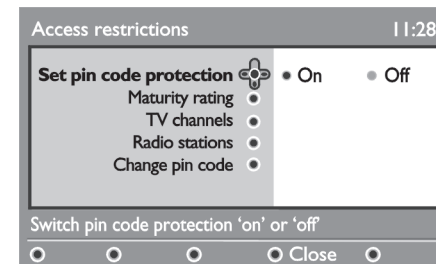 Access restrictions 11:28
Set pin code protection On Off
Maturity rating
TV channels
Radio stations
Change pin code
Switch pin code protection ‘on’ or ‘off’
Close